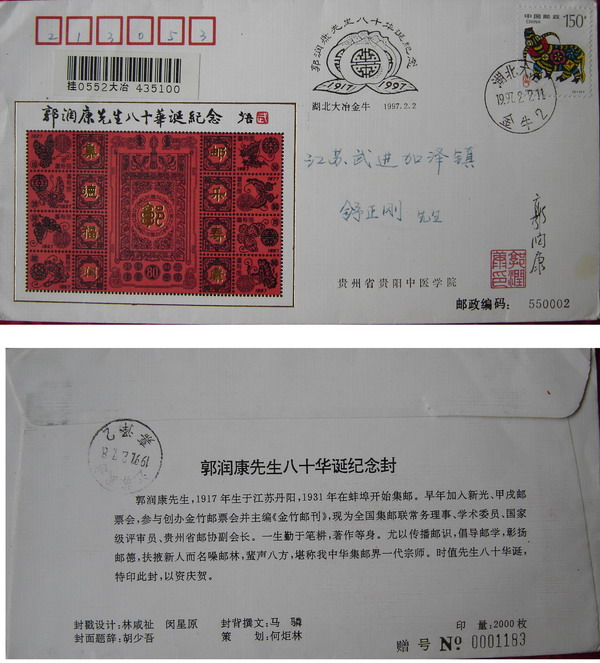 213053
中国邮政 CHINA 150分
桂0552大冶 435100
郭润康先生八十华诞纪念
1917 1997
湖北大冶金牛 1997.2.2
湖北大冶
1997.2.2.11
金牛
郭润康先生八十華诞紀念
集 邮
邮 乐
福 寿
郭
80
1997
江苏武进加泽镇
舒正刚 先生
郭润康
贵州省贵阳中医学院
邮政编码: 550002
郭润康先生八十华诞纪念封
郭润康先生,1917年生于江苏丹阳,1931年在蚌埠开始集邮。早年加入新光、甲戌邮
票会,参与创办金竹邮票会并主编《金竹邮刊》,现为全国集邮联常务理事、学术委员、国家
级评审员、贵州省邮协副会长。一生勤于笔耕,著作等身。尤以传播邮识,倡导邮学,彰扬
邮德,扶掖新人而名噪邮林,蜚声八方,堪称我中华集邮界一代宗师。时值先生八十华诞,
特印此封,以资庆贺。
封戳设计:林咸祉 闵星原 封背撰文:马 骦 印 量:2000枚
封面题辞:胡少吾 策 划:何炬林 赠 号 No 0001183